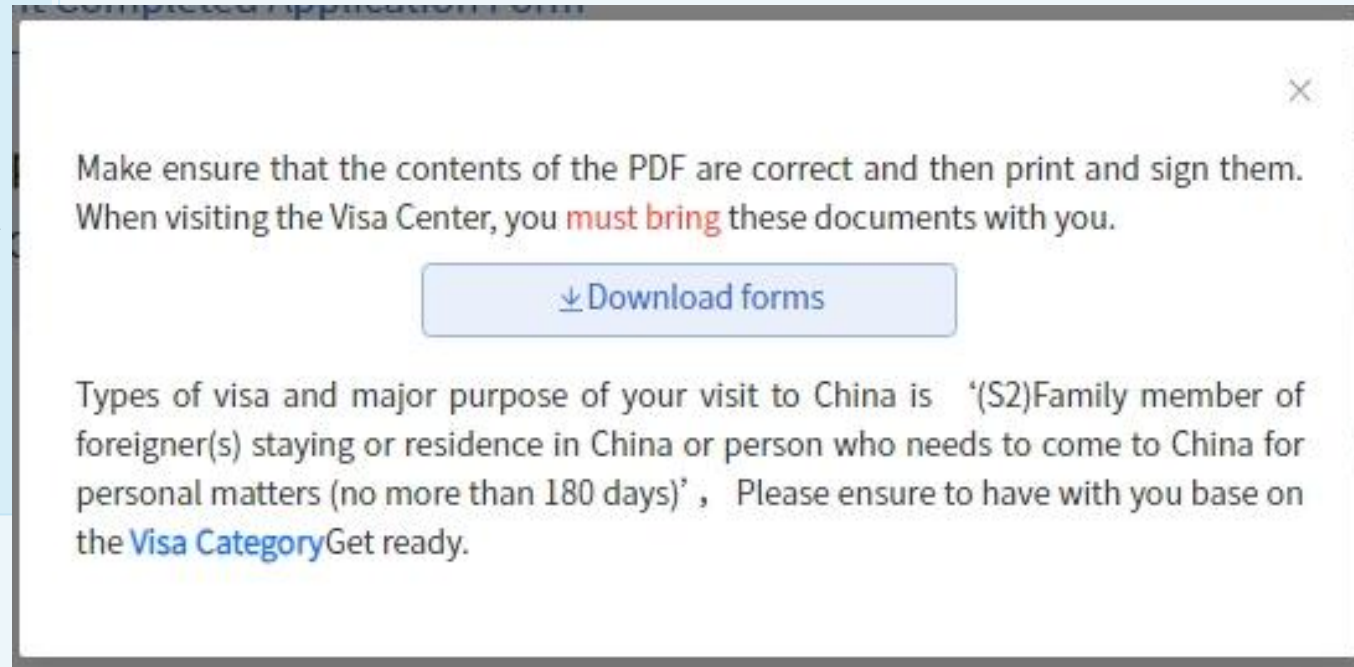 Completed Application Form
Make ensure that the contents of the PDF are correct and then print and sign them.
When visiting the Visa Center, you must bring these documents with you.
Download forms
Types of visa and major purpose of your visit to China is ‘(S2)Family member of
foreigner(s) staying or residence in China or person who needs to come to China for
personal matters (no more than 180 days)’， Please ensure to have with you base on
the Visa CategoryGet ready.